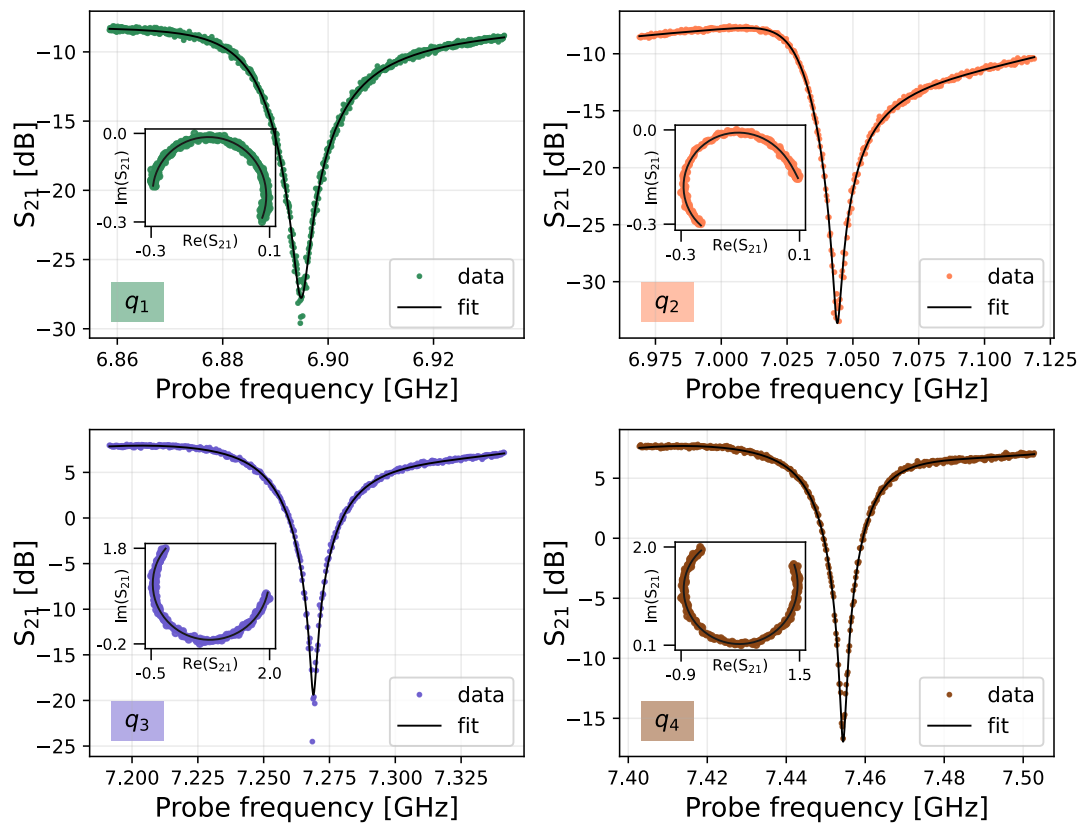 −10
−15
−20
−25
−30
S21 [dB]
0.0
-0.3
Im(S21)
-0.3
Re(S21)
0.1
q1
data
fit
6.86
6.88
6.90
6.92
Probe frequency [GHz]
−10
−15
−20
−25
−30
S21 [dB]
0.0
-0.3
Im(S21)
-0.3
Re(S21)
0.1
q2
data
fit
6.975
7.000
7.025
7.050
7.075
7.100
7.125
Probe frequency [GHz]
5
0
−5
−10
−15
−20
−25
S21 [dB]
1.8
-0.2
Im(S21)
-0.5
Re(S21)
2.0
q3
data
fit
7.200
7.225
7.250
7.275
7.300
7.325
Probe frequency [GHz]
5
0
−5
−10
−15
S21 [dB]
2.0
0.1
Im(S21)
-0.9
Re(S21)
1.5
q4
data
fit
7.40
7.42
7.44
7.46
7.48
7.50
Probe frequency [GHz]